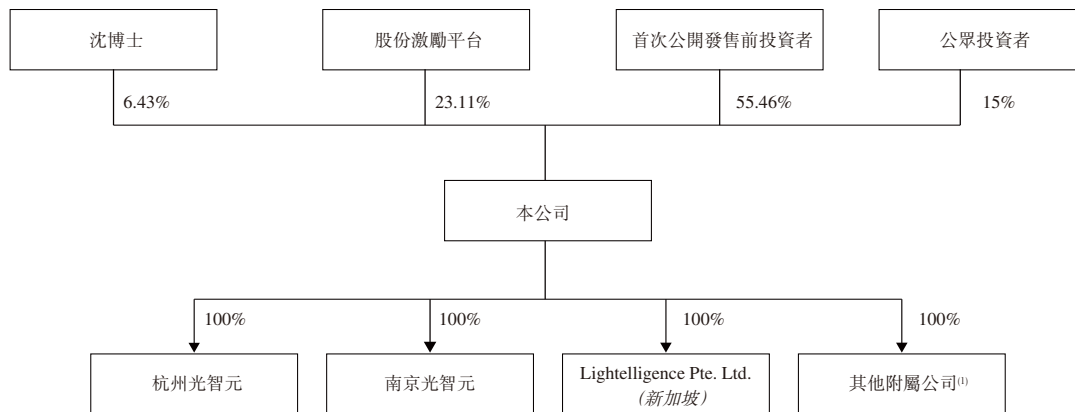 沈博士
股份激勵平台
首次公開發售前投資者
公眾投資者
6.43%
23.11%
55.46%
15%
本公司
100%
100%
100%
100%
杭州光智元
南京光智元
Lightelligence Pte. Ltd.
(新加坡)
其他附屬公司(1)